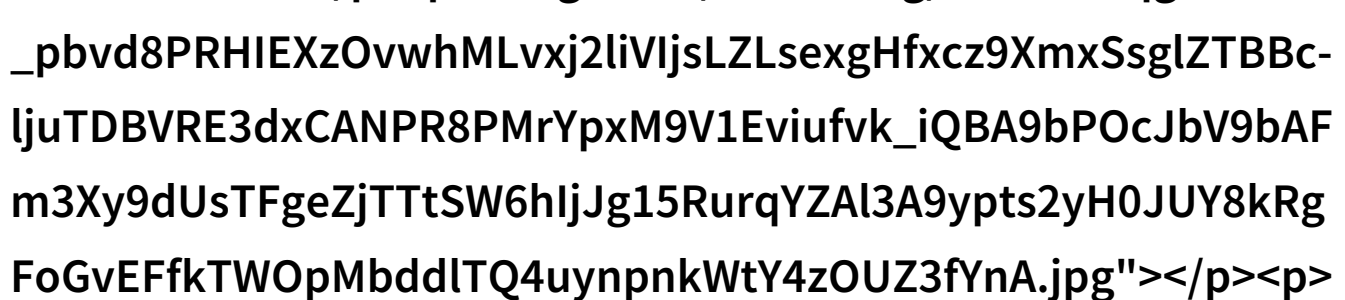 _pbvd8PRHIEXzOvwhMLvxj2liVIjsLZLsexgHfxcz9XmxSsglZTBBc-
ljuTDBVRE3dxCANPR8PMrYpxM9V1Eviufvk_iQBA9bPOcJbV9bAF
m3Xy9dUsTFgeZjTTtSW6hIjJg15RurqYZAl3A9ypts2yH0JUY8kRg
FoGvEFfkTWOpMbddlTQ4uynpnkWtY4zOUZ3fYnA.jpg"></p><p>